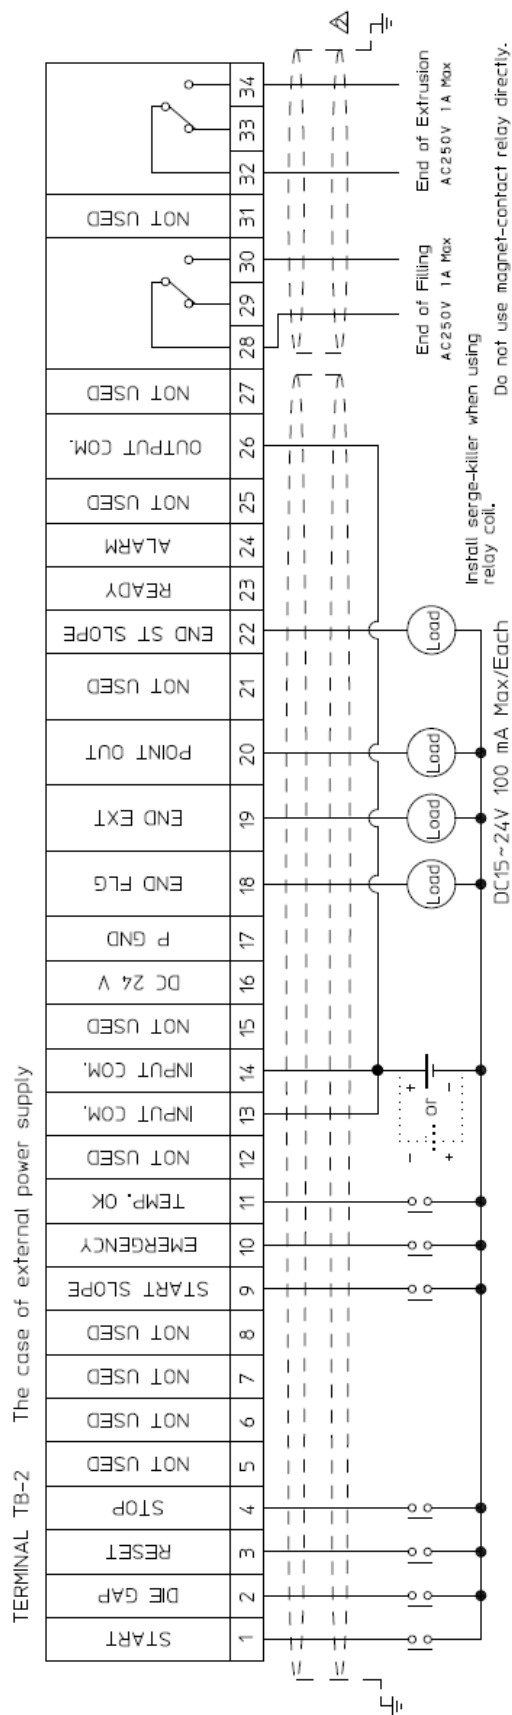 TERMINAL TB-2 The case of external power supply
1 START
2 DIE GAP
3 RESET
4 STOP
5 NOT USED
6 NOT USED
7 NOT USED
8 NOT USED
9 START SLOPE
10 EMERGENCY
11 TEMP. OK
12 NOT USED
13 INPUT COM.
14 INPUT COM.
15 NOT USED
16 DC 24 V
17 P GND
18 END FLG
19 END EXT
20 POINT OUT
21 NOT USED
22 END ST SLOPE
23 READY
24 ALARM
25 NOT USED
26 OUTPUT COM.
27 NOT USED
28
29
30
31 NOT USED
32
33
34
- + or + -
Load
Load
Load
Load
DC15~24V 100 mA Max/Each
Install serge-killer when using
relay coil.
End of Filling
AC250V 1A Max
End of Extrusion
AC250V 1A Max
Do not use magnet-contact relay directly.